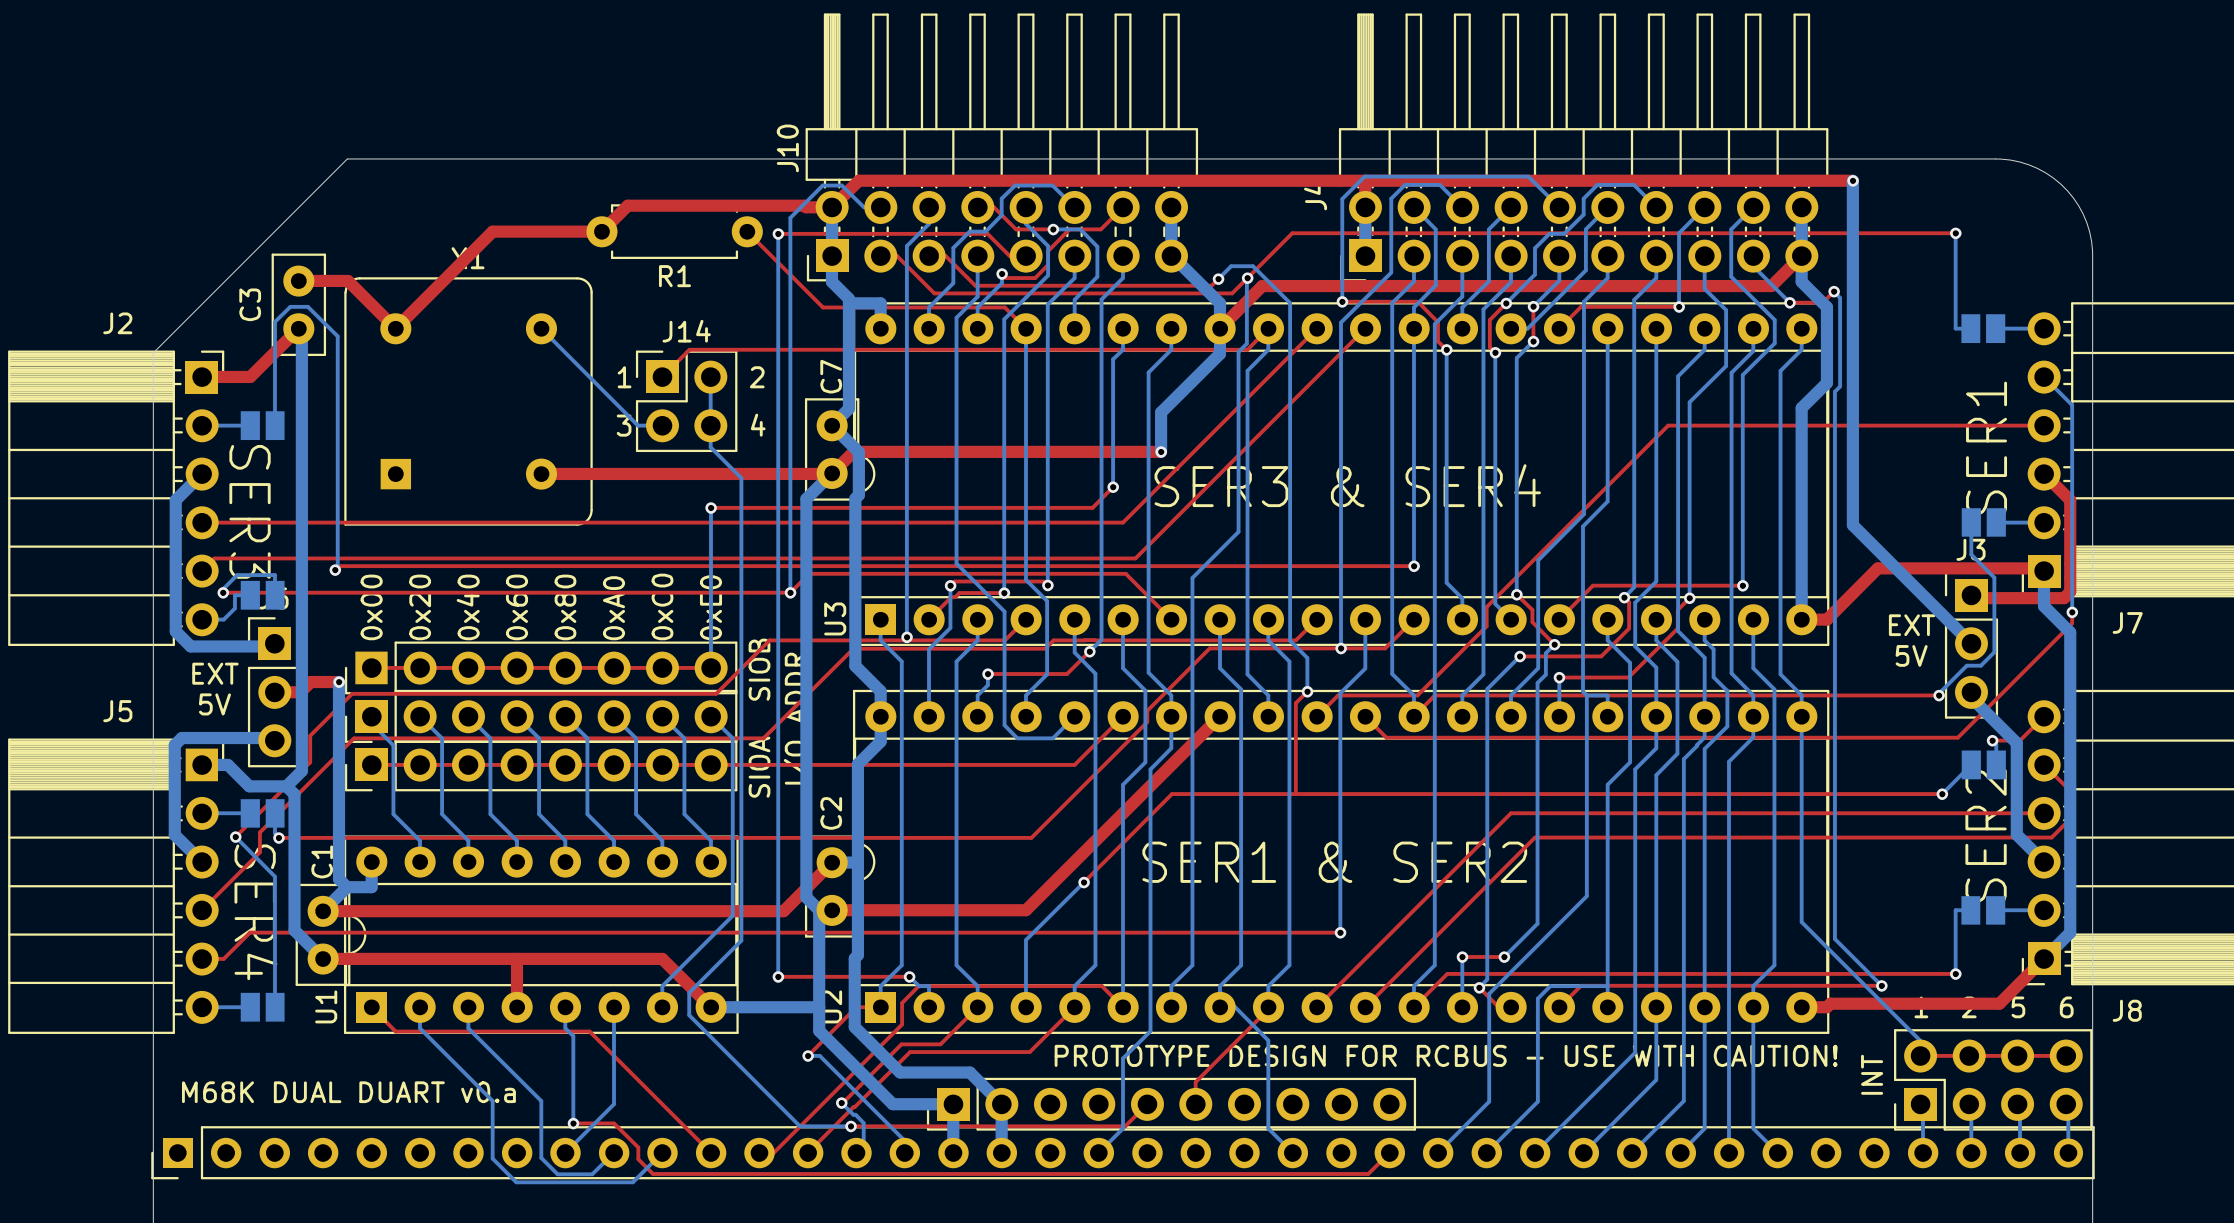 J10
J4
Y1
R1
C3
J2
J14
1 2
3 4
C7
SER1
SER3
SER3 & SER4
J3
EXT
5V
J7
0x00
0x20
0x40
0x60
0x80
0xA0
0xC0
0xE0
U3
SIOB
I/O ADDR
SIOA
EXT
5V
J5
C2
C1
SER4
SER1 & SER2
SER2
U1
U2
1 2 5 6
J8
INT
PROTOTYPE DESIGN FOR RCBUS - USE WITH CAUTION!
M68K DUAL DUART v0.a